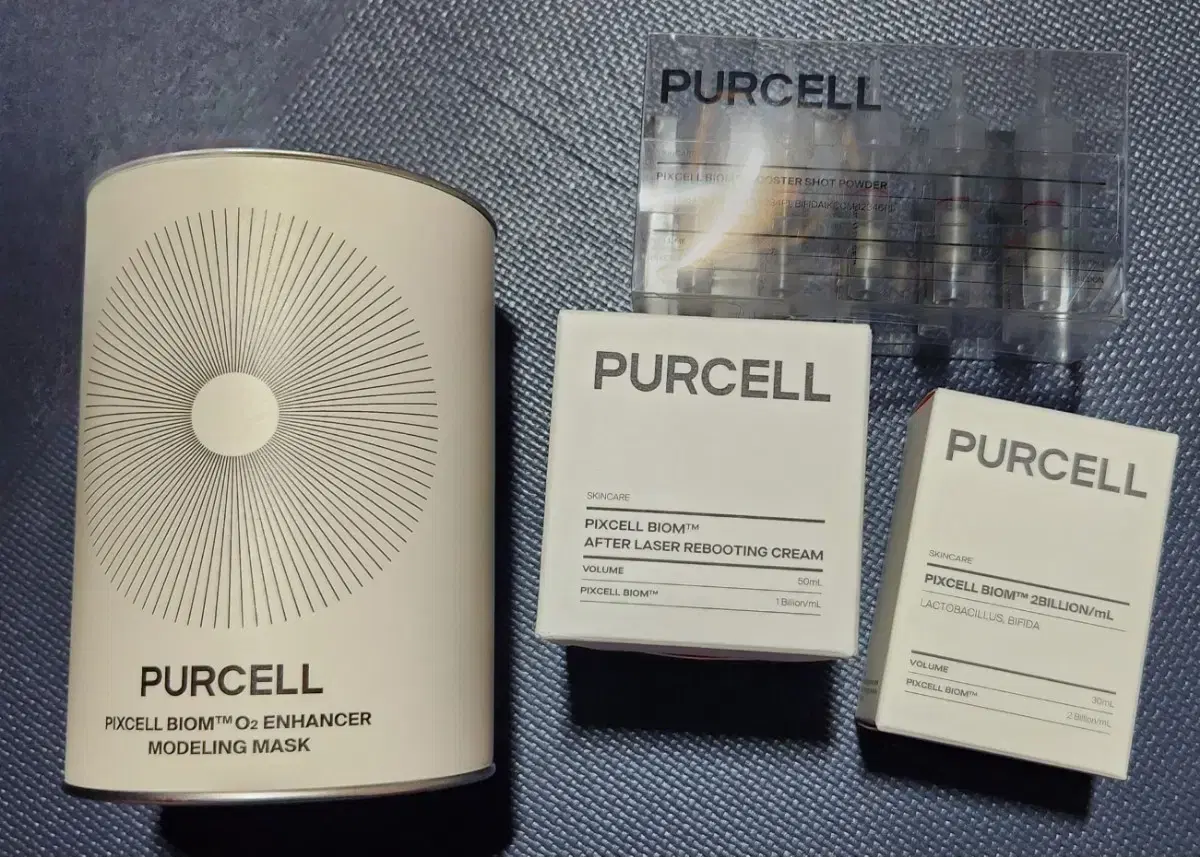 PURCELL
PIXCELL BIOM™ O₂ ENHANCER
MODELING MASK
PURCELL
PIXCELL BIOM™ BOOSTER SHOT POWDER
PURCELL
SKINCARE
PIXCELL BIOM™
AFTER LASER REBOOTING CREAM
VOLUME 50mL
PIXCELL BIOM™ 1 Billion/mL
PURCELL
SKINCARE
PIXCELL BIOM™ 2BILLION/mL
LACTOBACILLUS, BIFIDA
VOLUME 30mL
PIXCELL BIOM™ 2 Billion/mL